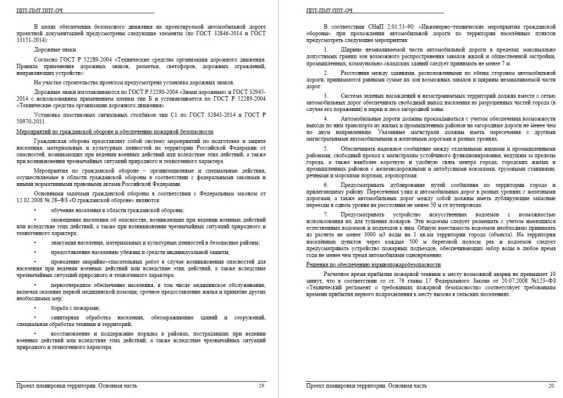 ППТ-ПМТ ППТ-ОЧ
В целях обеспечения безопасного движения на проектируемой автомобильной дороге
проектной документацией предусмотрены следующие элементы (по ГОСТ 32846-2014 и ГОСТ
33151-2014):
Дорожные знаки
Согласно ГОСТ Р 52289-2004 «Технические средства организации дорожного движения.
Правила применения дорожных знаков, разметки, светофоров, дорожных ограждений,
направляющих устройств».
На участке строительства проектом предусмотрена установка дорожных знаков.
Дорожные знаки изготавливаются по ГОСТ Р 52290-2004 «Знаки дорожные» и ГОСТ 32945-
2014 с использованием применением пленки тип Б и устанавливается по ГОСТ Р 52289-2004
«Технические средства организации дорожного движения».
Установка пластиковых сигнальных столбиков тип С1 по ГОСТ 32843-2014 и ГОСТ Р
50970-2011.
Мероприятия по гражданской обороне и обеспечению пожарной безопасности
Гражданская оборона представляет собой систему мероприятий по подготовке и защите
населения, материальных и культурных ценностей на территории Российской Федерации от
опасностей, возникающих при ведении военных действий или вследствие этих действий, а также
при возникновении чрезвычайных ситуаций природного и техногенного характера.
Мероприятия по гражданской обороне – организационные и специальные действия,
осуществленные в области гражданской обороны в соответствии с федеральными законами и
иными нормативными правовыми актами Российской Федерации.
Основными задачами гражданской обороны в соответствии с Федеральным законом от
12.02.2008 № 28–ФЗ «О гражданской обороне» являются:
• обучение населения в области гражданской обороны;
• оповещение населения об опасностях, возникающих при ведении военных действий
или вследствие этих действий, а также при возникновении чрезвычайных ситуаций природного и
техногенного характера;
• эвакуация населения, материальных и культурных ценностей в безопасные районы;
• предоставление населению убежищ и средств индивидуальной защиты;
• проведение аварийно-спасательных работ в случае возникновения опасностей для
населения при ведении военных действий или вследствие этих действий, а также вследствие
чрезвычайных ситуаций природного и техногенного характера;
• первоочередное обеспечение населения, в том числе медицинское обслуживание,
включая оказание первой медицинской помощи, срочное предоставление жилья и принятие других
необходимых мер;
• борьба с пожарами;
• санитарная обработка населения, обеззараживание зданий и сооружений,
специальная обработка техники и территорий;
• восстановление и поддержание порядка в районах, пострадавших при ведении
военных действий или вследствие этих действий, а также вследствие чрезвычайных ситуаций
природного и техногенного характера.
Проект планировки территории. Основная часть 19
ППТ-ПМТ ППТ-ОЧ
В соответствии СНиП 2.01.51–90. «Инженерно-технические мероприятия гражданской
обороны» при прохождении автомобильной дороги по территории населённых пунктов
предусмотреть следующие мероприятия:
1. Ширина незаваливаемой части автомобильной дороги в пределах максимально
допустимых границ зон возможного распространения завалов жилой и общественной застройки,
промышленных, коммунально-складских зданий следует принимать не менее 7 м.
2. Расстояния между зданиями, расположенными по обеим сторонам автомобильной
дороги, принимаются равными сумме их зон возможных завалов и ширины незаваливаемой части
дорог.
3. Система зеленых насаждений и незастраиваемых территорий должна вместе с сетью
автомобильных дорог обеспечивать свободный выход населения из разрушенных частей города (в
случае его поражения) в парки и леса загородной зоны.
4. Автомобильные дороги должны прокладываться с учетом обеспечения возможности
выхода по ним транспорта из жилых и промышленных районов на загородные дороги не менее чем
по двум направлениям. Указанные магистрали должны иметь пересечения с другими
магистральными автомобильными и железными дорогами в разных уровнях.
5. Обеспечивать надежное сообщение между отдельными жилыми и промышленными
районами; свободный проход к магистралям устойчивого функционирования, ведущим за пределы
города, а также наиболее короткую и удобную связь центра города, городских жилых и
промышленных районов с железнодорожными и автобусными вокзалами, грузовыми станциями,
речными и морскими портами, аэропортами;
6. Предусматривать дублирование путей сообщения по территории города и
прилегающему району. Пересечения улиц и автомобильных дорог в разных уровнях с железными
дорогами, а также автомобильных дорог между собой должны иметь дублирующие запасные
переезды в одном уровне на расстоянии не менее 50 м от путепровода.
7. Предусматривать устройство искусственных водоемов с возможностью
использования их для тушения пожаров. Эти водоемы следует размещать с учетом имеющихся
естественных водоемов и подъездов к ним. Общую вместимость водоемов необходимо принимать
из расчета не менее 3000 м3 воды на 1 кв.км территории города (объекта). На территории
населённых пунктов через каждые 500 м береговой полосы рек и водоемов следует
предусматривать устройство пожарных подъездов, обеспечивающих забор воды в любое время
года не менее чем тремя автомобилями одновременно.
Решения по обеспечению взрывопожаробезопасности
Расчетное время прибытия пожарной техники к месту возможной аварии не превышает 10
минут, что в соответствии со ст. 76 главы 17 Федерального Закона от 20.07.2008 №123–ФЗ
«Технический регламент о требованиях пожарной безопасности» соответствует требованиям
времени прибытия первого подразделения к месту вызова в сельских поселениях.
Проект планировки территории. Основная часть 20